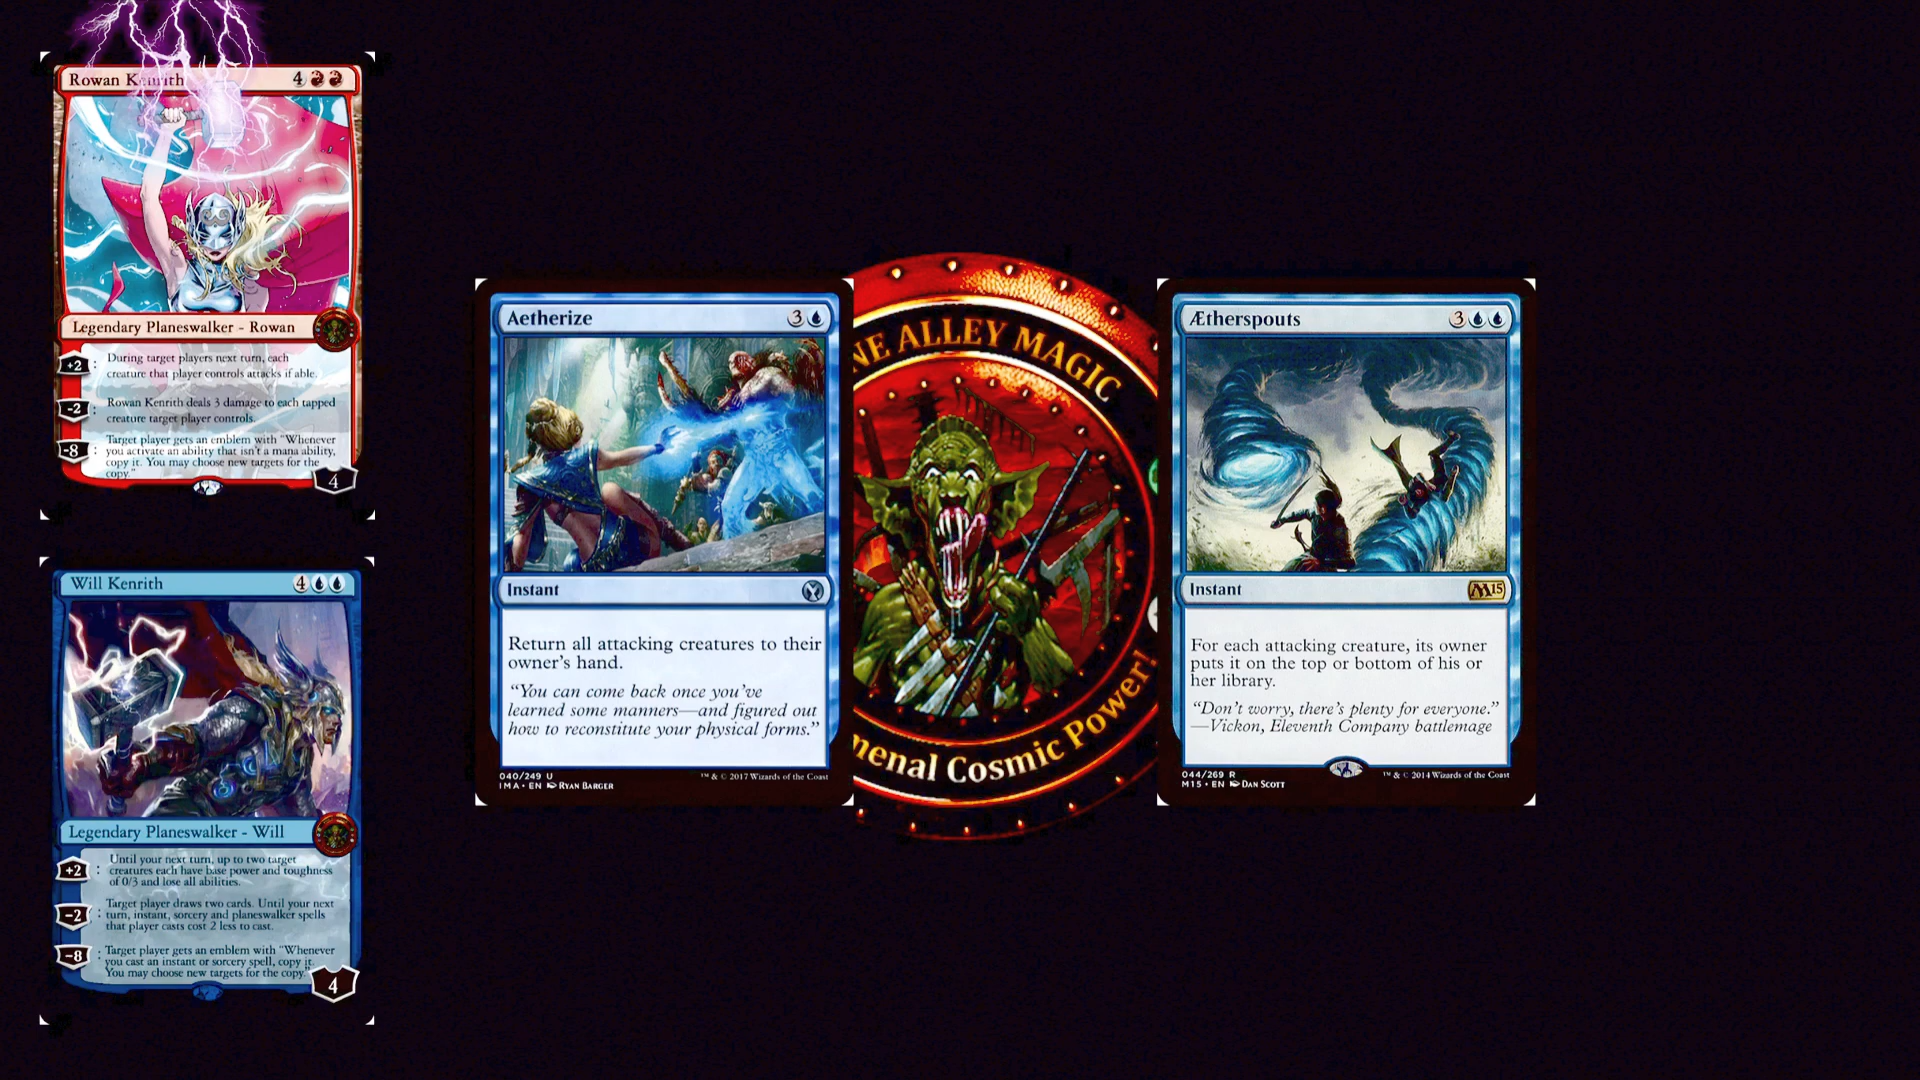 Rowan Kenrith 4
Legendary Planeswalker - Rowan
+2 : During target players next turn, each
creature that player controls attacks if able.
-2 : Rowan Kenrith deals 3 damage to each tapped
creature target player controls.
-8 : Target player gets an emblem with "Whenever
you activate an ability that isn't a mana ability,
copy it. You may choose new targets for the
copy."
4
Will Kenrith 4
Legendary Planeswalker - Will
+2 : Until your next turn, up to two target
creatures each have base power and toughness
of 0/3 and lose all abilities.
-2 : Target player draws two cards. Until your next
turn, instant, sorcery and planeswalker spells
that player casts cost 2 less to cast.
-8 : Target player gets an emblem with "Whenever
you cast an instant or sorcery spell, copy it.
You may choose new targets for the copy."
4
Aetherize 3
Instant
Return all attacking creatures to their
owner's hand.
"You can come back once you've
learned some manners—and figured out
how to reconstitute your physical forms."
040/249 U
IMA • EN Ryan Barger
™ & © 2017 Wizards of the Coast
NE ALLEY MAGIC
menal Cosmic Power!
Ætherspouts 3
Instant
M15
For each attacking creature, its owner
puts it on the top or bottom of his or
her library.
"Don't worry, there's plenty for everyone."
—Vickon, Eleventh Company battlemage
044/269 R
M15 • EN Dan Scott
™ & © 2014 Wizards of the Coast